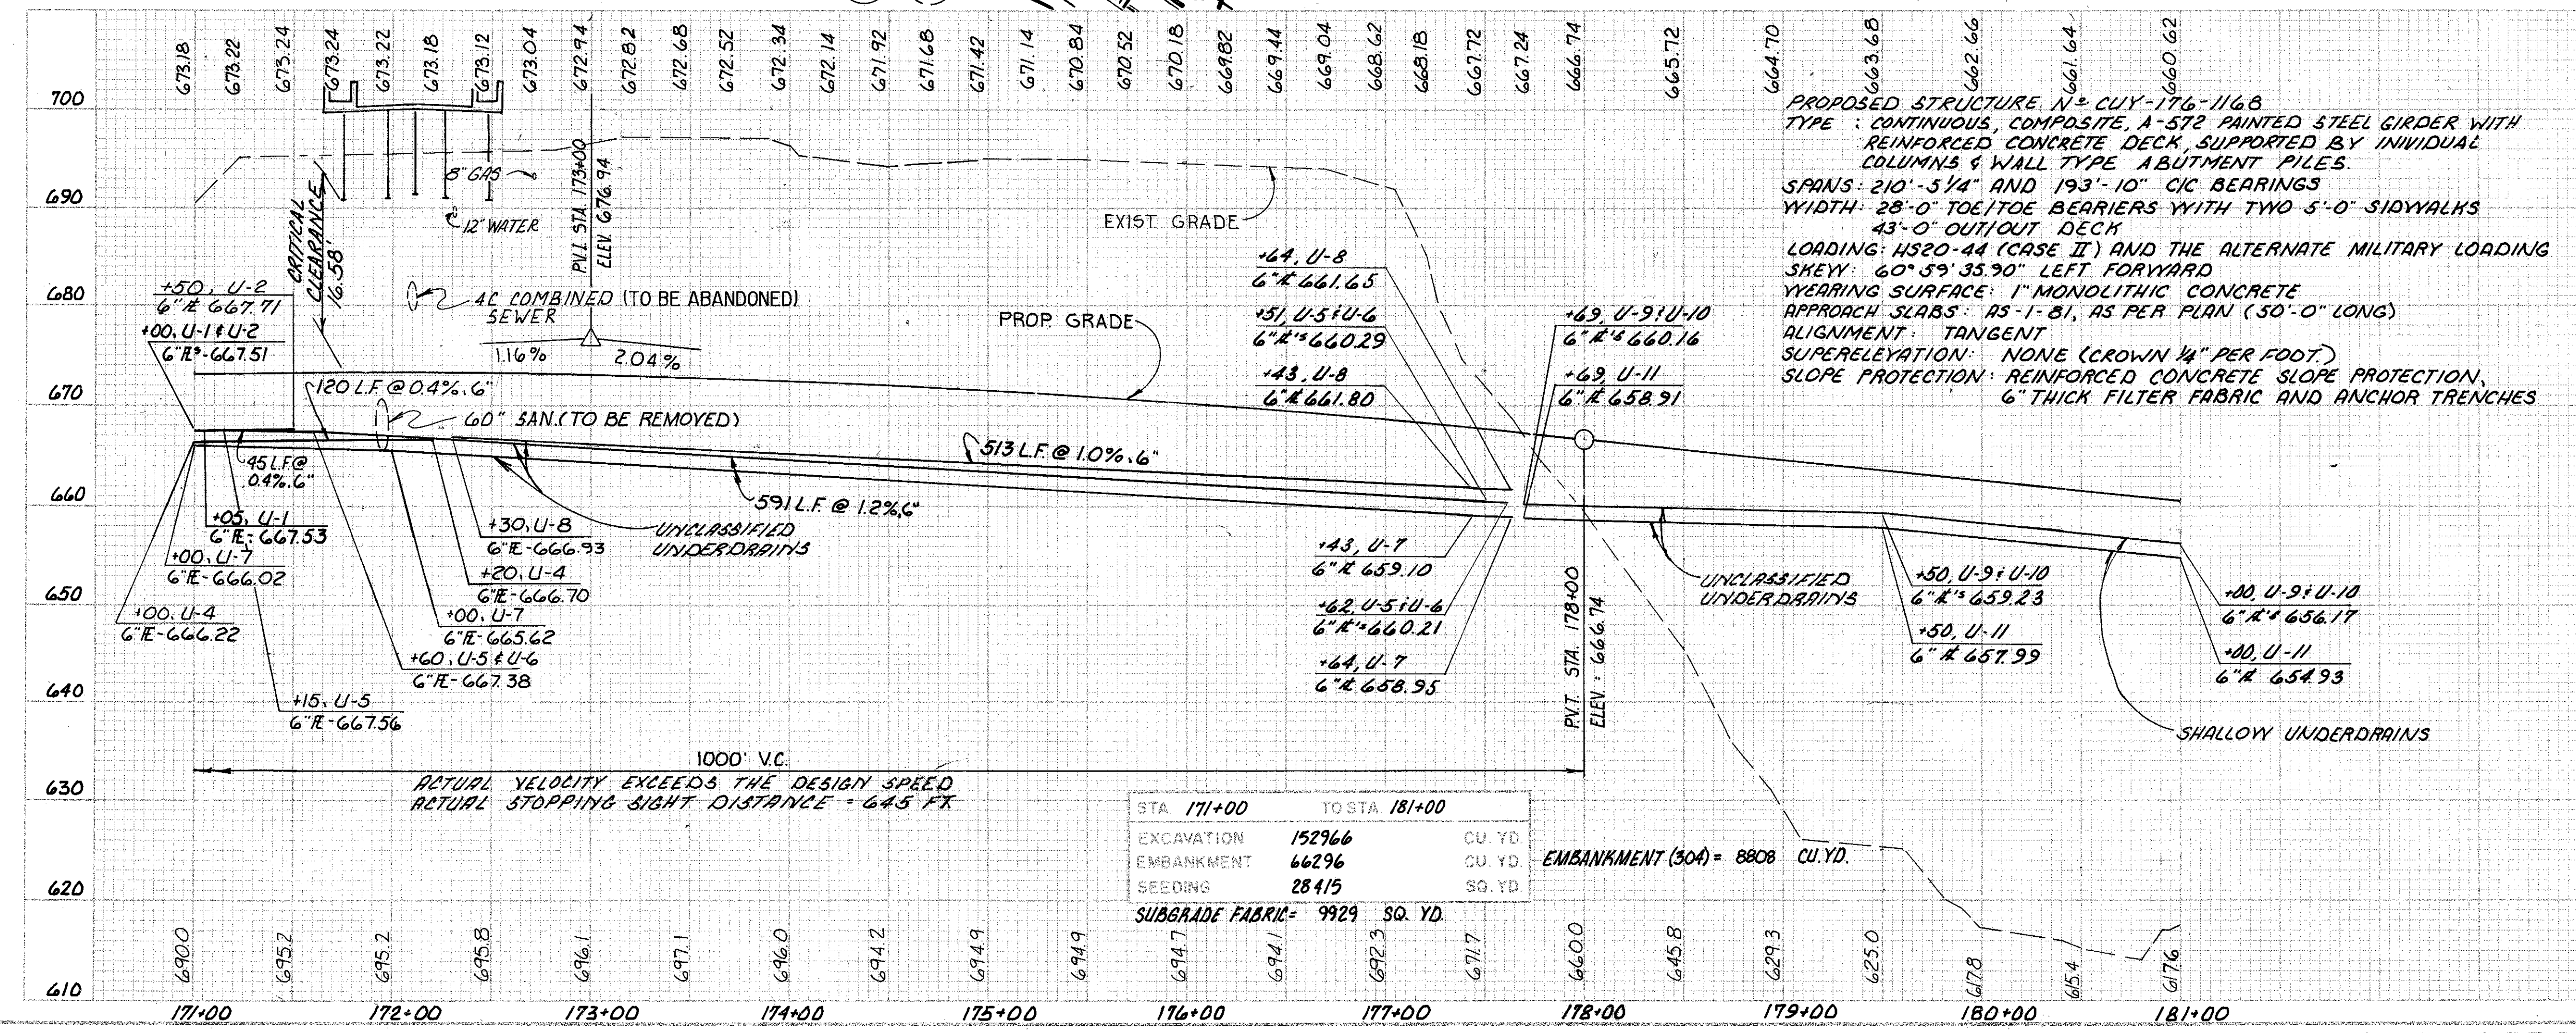 673.18 673.22 673.24 673.24 673.22 673.18 673.12 673.04 672.94 672.82 672.68 672.52 672.34 672.14 671.92 671.68 671.42 671.14 670.84 670.52 670.18 669.82 669.44 669.04 668.62 668.18 667.72 667.24 666.74 665.72 664.70 663.68 662.66 661.64 660.62
700
690
680
670
660
650
640
630
620
610
PROPOSED STRUCTURE Nº CUY-176-1168
TYPE : CONTINUOUS, COMPOSITE, A-572 PAINTED STEEL GIRDER WITH
REINFORCED CONCRETE DECK, SUPPORTED BY INIVIDUAL
COLUMNS & WALL TYPE ABUTMENT PILES.
SPANS: 210'-5 1/4" AND 193'-10" C/C BEARINGS
WIDTH: 28'-0" TOE/TOE BEARIERS WITH TWO 5'-0" SIDWALKS
43'-0" OUT/OUT DECK
LOADING: HS20-44 (CASE II) AND THE ALTERNATE MILITARY LOADING
SKEW: 60° 59' 35.90" LEFT FORWARD
WEARING SURFACE: 1" MONOLITHIC CONCRETE
APPROACH SLABS: AS-1-81, AS PER PLAN (50'-0" LONG)
ALIGNMENT: TANGENT
SUPERELEVATION: NONE (CROWN 1/4" PER FOOT.)
SLOPE PROTECTION: REINFORCED CONCRETE SLOPE PROTECTION,
6" THICK FILTER FABRIC AND ANCHOR TRENCHES
8" GAS
12" WATER
CRITICAL
CLEARANCE
16.58'
P.V.I. STA. 173+00
ELEV. 676.94
EXIST. GRADE
4C COMBINED (TO BE ABANDONED)
SEWER
1.16%
2.04%
PROP. GRADE
+50, U-2
6" ℄ 667.71
+00, U-1 & U-2
6" ℄'s-667.51
120 L.F. @ 0.4%, 6"
60" SAN. (TO BE REMOVED)
45 L.F. @
0.4%, 6"
513 L.F. @ 1.0%, 6"
591 L.F. @ 1.2%, 6"
UNCLASSIFIED
UNDERDRAINS
+05, U-1
6" ℄-667.53
+00, U-7
6" ℄-666.02
+00, U-4
6" ℄-666.22
+15, U-5
6" ℄-667.56
+30, U-8
6" ℄-666.93
+20, U-4
6" ℄-666.70
+00, U-7
6" ℄-665.62
+60, U-5 & U-6
6" ℄-667.38
+64, U-8
6" ℄ 661.65
+51, U-5 & U-6
6" ℄'s 660.29
+43, U-8
6" ℄ 661.80
+69, U-9 & U-10
6" ℄'s 660.16
+69, U-11
6" ℄ 658.91
+43, U-7
6" ℄ 659.10
+62, U-5 & U-6
6" ℄'s 660.21
+64, U-7
6" ℄ 658.95
P.V.T. STA. 178+00
ELEV. = 666.74
UNCLASSIFIED
UNDERDRAINS
+50, U-9 & U-10
6" ℄'s 659.23
+50, U-11
6" ℄ 657.99
+00, U-9 & U-10
6" ℄'s 656.17
+00, U-11
6" ℄ 654.93
SHALLOW UNDERDRAINS
1000' V.C.
ACTUAL VELOCITY EXCEEDS THE DESIGN SPEED
ACTUAL STOPPING SIGHT DISTANCE = 645 FT.
STA. 171+00 TO STA. 181+00
EXCAVATION 152966 CU. YD.
EMBANKMENT 66296 CU. YD.
SEEDING 28415 SQ. YD.
EMBANKMENT (304) = 8808 CU. YD.
SUBGRADE FABRIC = 9929 SQ. YD.
690.0 695.2 695.2 695.8 696.1 697.1 696.0 694.2 694.9 694.9 694.7 694.1 692.3 671.7 660.0 645.8 629.3 625.0 617.8 615.4 617.6
171+00 172+00 173+00 174+00 175+00 176+00 177+00 178+00 179+00 180+00 181+00